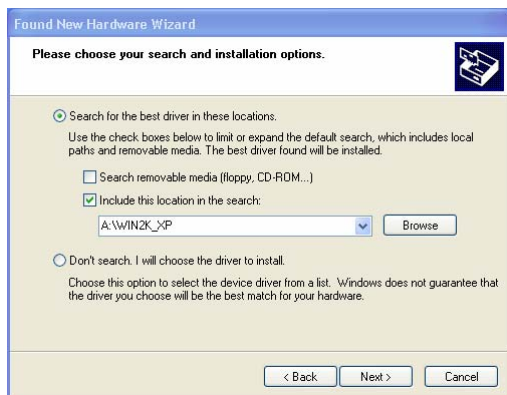 Found New Hardware Wizard
Please choose your search and installation options.
Search for the best driver in these locations.
Use the check boxes below to limit or expand the default search, which includes local
paths and removable media. The best driver found will be installed.
Search removable media (floppy, CD-ROM...)
Include this location in the search:
A:\WIN2K_XP
Browse
Don't search. I will choose the driver to install.
Choose this option to select the device driver from a list. Windows does not guarantee that
the driver you choose will be the best match for your hardware.
< Back
Next >
Cancel